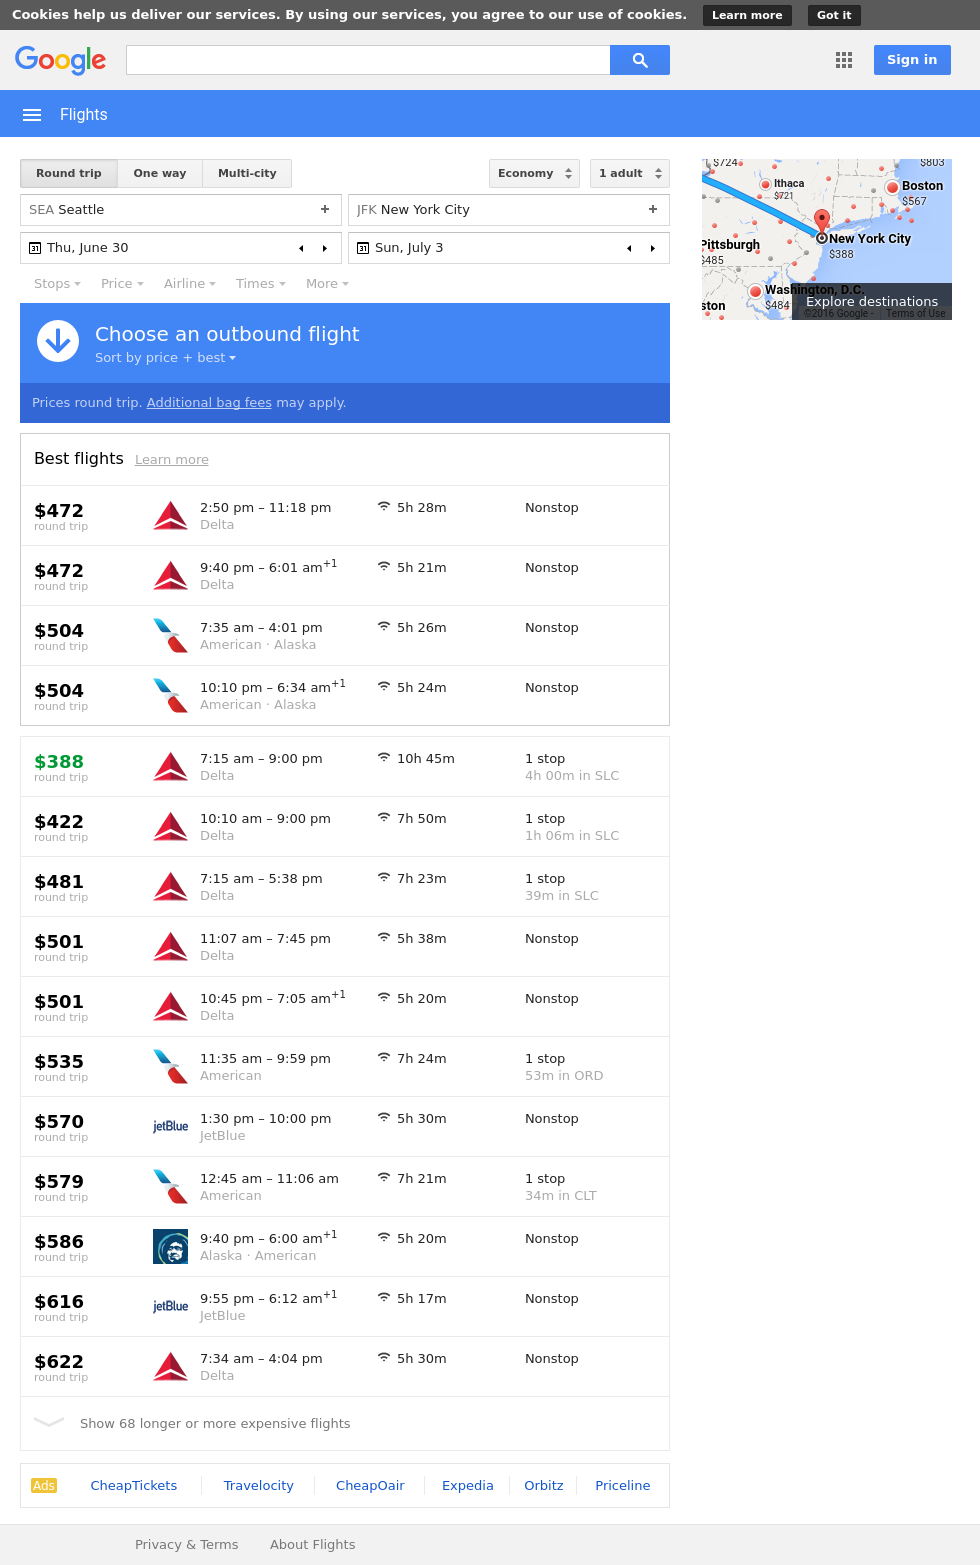 Cookies help us deliver our services. By using our services, you agree to our use of cookies. Learn more Got it
Google Sign in
Flights
Round trip One way Multi-city Economy 1 adult
SEA Seattle + JFK New York City +
Thu, June 30 Sun, July 3
Stops Price Airline Times More
$724 $803
Ithaca
$721
Boston
$567
Pittsburgh
$485
New York City
$388
Washington, D.C.
$484
ston
Explore destinations
©2016 Google - Terms of Use
Choose an outbound flight
Sort by price + best
Prices round trip. Additional bag fees may apply.
Best flights Learn more
$472 2:50 pm – 11:18 pm 5h 28m Nonstop
round trip Delta
$472 9:40 pm – 6:01 am+1 5h 21m Nonstop
round trip Delta
$504 7:35 am – 4:01 pm 5h 26m Nonstop
round trip American · Alaska
$504 10:10 pm – 6:34 am+1 5h 24m Nonstop
round trip American · Alaska
$388 7:15 am – 9:00 pm 10h 45m 1 stop
round trip Delta 4h 00m in SLC
$422 10:10 am – 9:00 pm 7h 50m 1 stop
round trip Delta 1h 06m in SLC
$481 7:15 am – 5:38 pm 7h 23m 1 stop
round trip Delta 39m in SLC
$501 11:07 am – 7:45 pm 5h 38m Nonstop
round trip Delta
$501 10:45 pm – 7:05 am+1 5h 20m Nonstop
round trip Delta
$535 11:35 am – 9:59 pm 7h 24m 1 stop
round trip American 53m in ORD
$570 jetBlue 1:30 pm – 10:00 pm 5h 30m Nonstop
round trip JetBlue
$579 12:45 am – 11:06 am 7h 21m 1 stop
round trip American 34m in CLT
$586 9:40 pm – 6:00 am+1 5h 20m Nonstop
round trip Alaska · American
$616 jetBlue 9:55 pm – 6:12 am+1 5h 17m Nonstop
round trip JetBlue
$622 7:34 am – 4:04 pm 5h 30m Nonstop
round trip Delta
Show 68 longer or more expensive flights
Ads CheapTickets Travelocity CheapOair Expedia Orbitz Priceline
Privacy & Terms About Flights